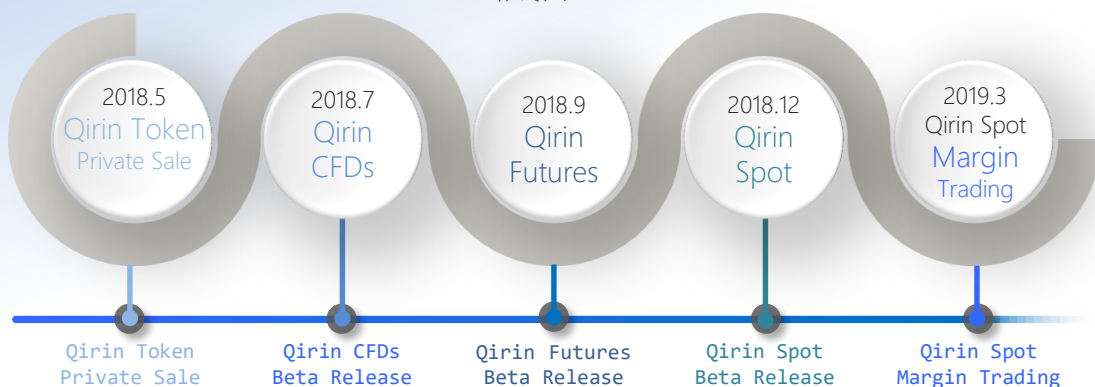 2018.5
Qirin Token
Private Sale
2018.7
Qirin
CFDs
2018.9
Qirin
Futures
2018.12
Qirin
Spot
2019.3
Qirin Spot
Margin
Trading
Qirin Token
Private Sale
Qirin CFDs
Beta Release
Qirin Futures
Beta Release
Qirin Spot
Beta Release
Qirin Spot
Margin Trading